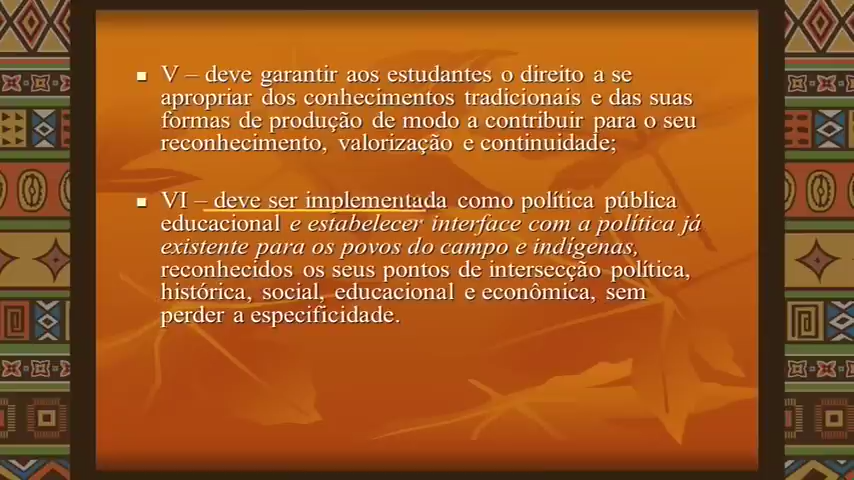 V – deve garantir aos estudantes o direito a se
apropriar dos conhecimentos tradicionais e das suas
formas de produção de modo a contribuir para o seu
reconhecimento, valorização e continuidade;
VI – deve ser implementada como política pública
educacional e estabelecer interface com a política já
existente para os povos do campo e indígenas,
reconhecidos os seus pontos de intersecção política,
histórica, social, educacional e econômica, sem
perder a especificidade.